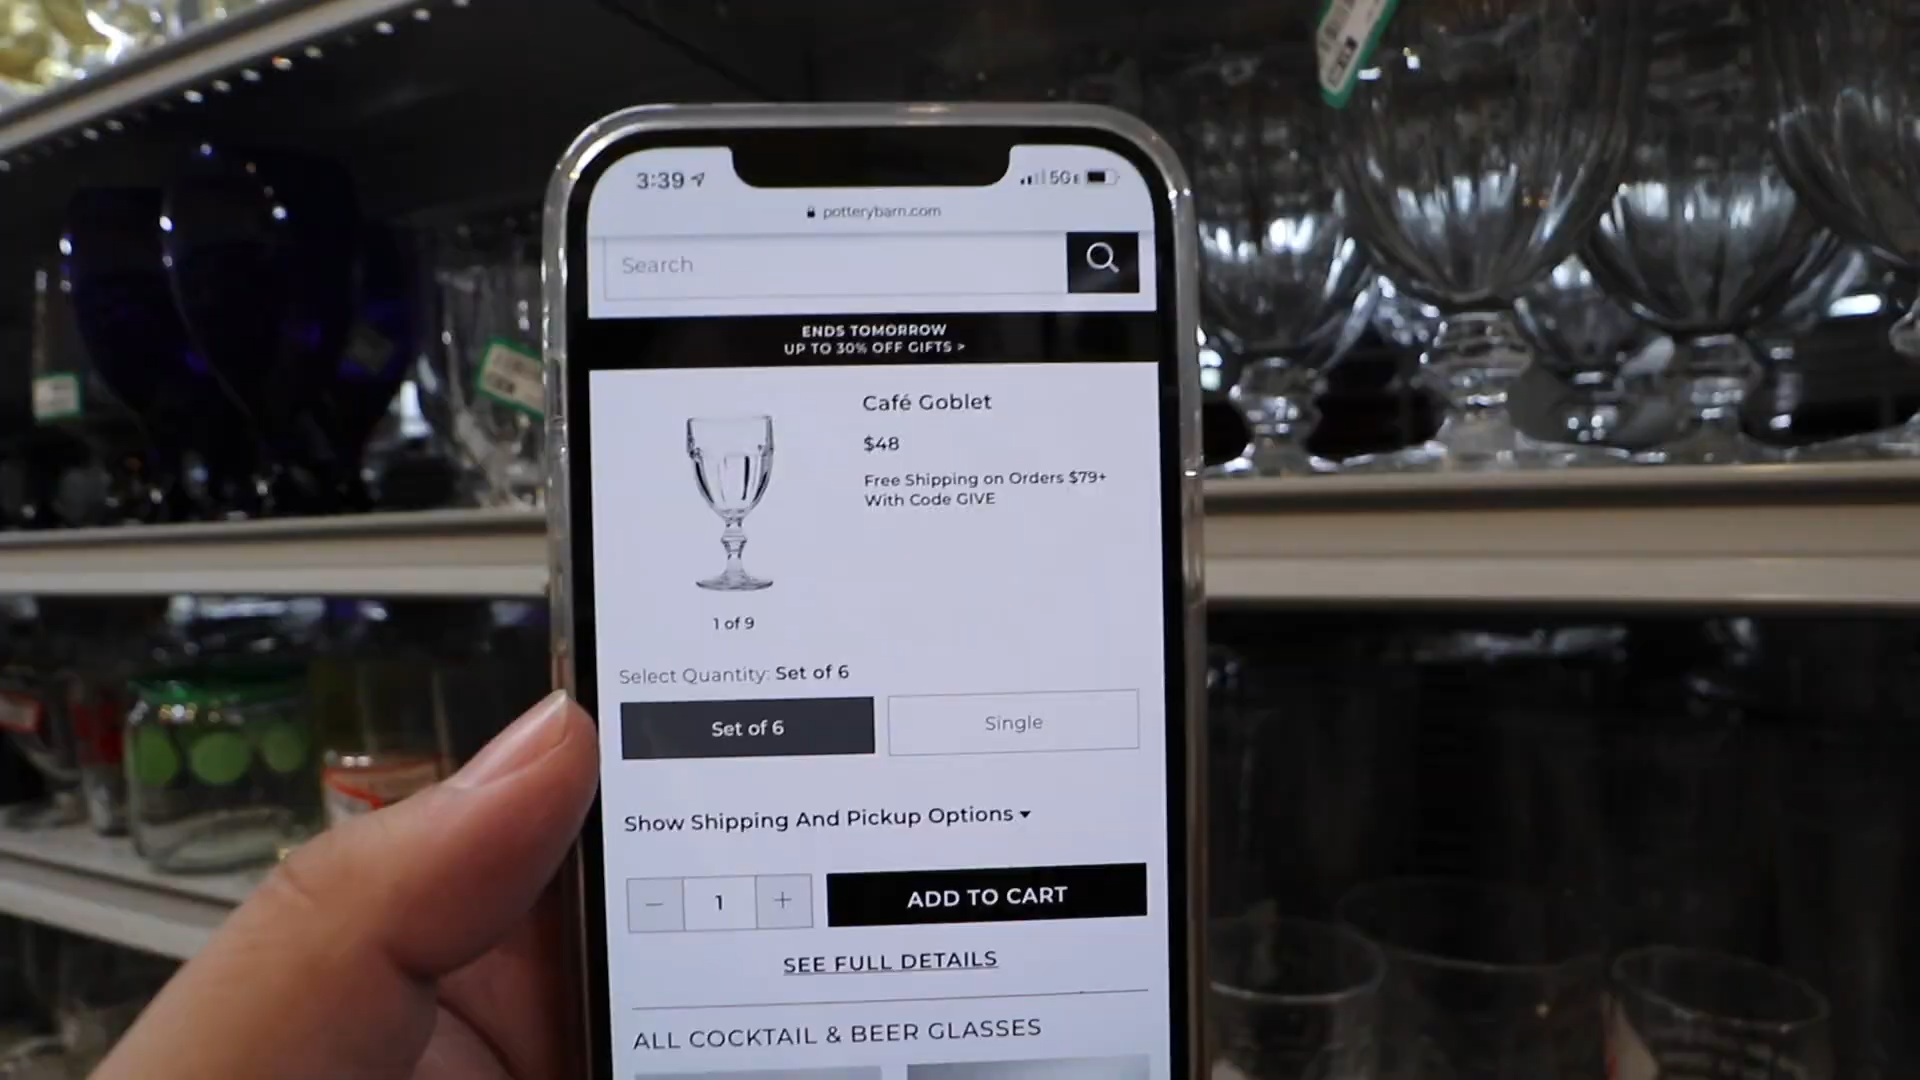 3:39
5G E
potterybarn.com
Search
ENDS TOMORROW
UP TO 30% OFF GIFTS >
Café Goblet
$48
Free Shipping on Orders $79+
With Code GIVE
1 of 9
Select Quantity: Set of 6
Set of 6
Single
Show Shipping And Pickup Options
1
ADD TO CART
SEE FULL DETAILS
ALL COCKTAIL & BEER GLASSES